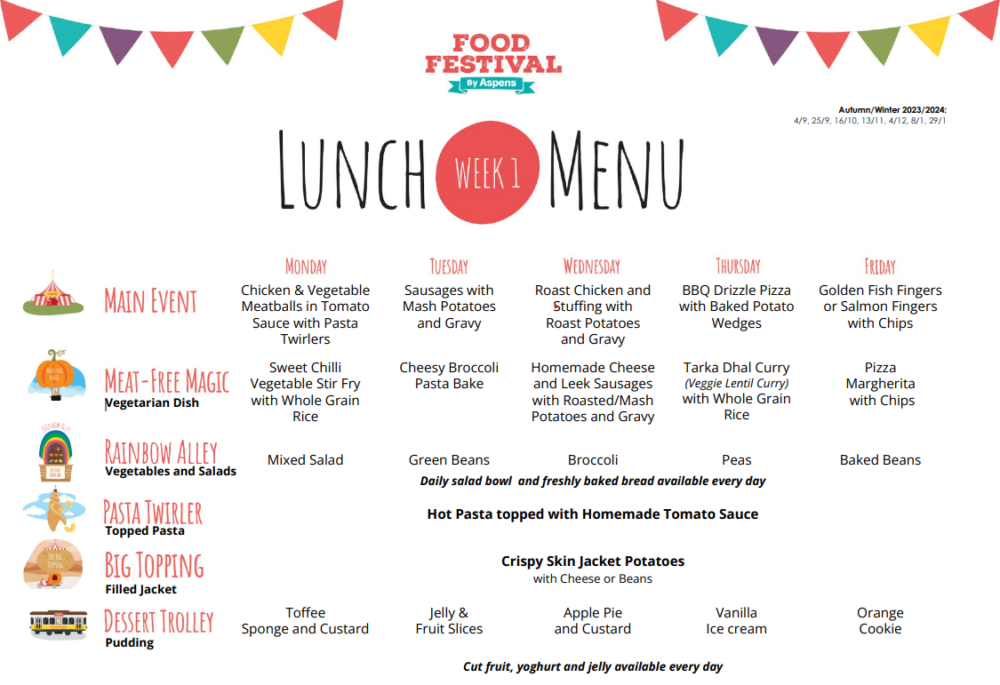 FOOD
FESTIVAL
By Aspens
Autumn/Winter 2023/2024:
4/9, 25/9, 16/10, 13/11, 4/12, 8/1, 29/1
LUNCH WEEK 1 MENU
MONDAY TUESDAY WEDNESDAY THURSDAY FRIDAY
MAIN EVENT
Chicken & Vegetable
Meatballs in Tomato
Sauce with Pasta
Twirlers
Sausages with
Mash Potatoes
and Gravy
Roast Chicken and
Stuffing with
Roast Potatoes
and Gravy
BBQ Drizzle Pizza
with Baked Potato
Wedges
Golden Fish Fingers
or Salmon Fingers
with Chips
MEAT-FREE MAGIC
Vegetarian Dish
Sweet Chilli
Vegetable Stir Fry
with Whole Grain
Rice
Cheesy Broccoli
Pasta Bake
Homemade Cheese
and Leek Sausages
with Roasted/Mash
Potatoes and Gravy
Tarka Dhal Curry
(Veggie Lentil Curry)
with Whole Grain
Rice
Pizza
Margherita
with Chips
RAINBOW ALLEY
RAINBOW ALLEY
Vegetables and Salads
Mixed Salad
Green Beans
Broccoli
Peas
Baked Beans
Daily salad bowl and freshly baked bread available every day
PASTA TWIRLER
Topped Pasta
Hot Pasta topped with Homemade Tomato Sauce
THE BIG
TOPPING
BIG TOPPING
Filled Jacket
Crispy Skin Jacket Potatoes
with Cheese or Beans
DESSERT TROLLEY
Pudding
Toffee
Sponge and Custard
Jelly &
Fruit Slices
Apple Pie
and Custard
Vanilla
Ice cream
Orange
Cookie
Cut fruit, yoghurt and jelly available every day